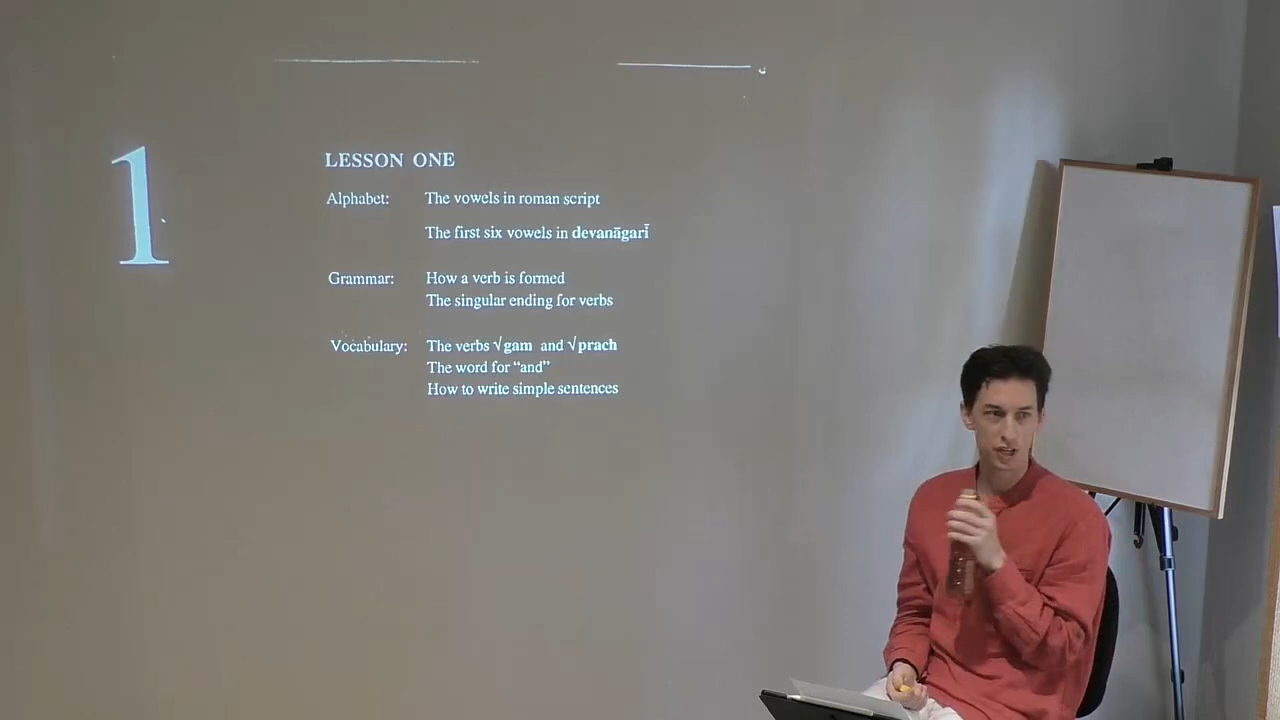 1
LESSON ONE
Alphabet: The vowels in roman script
The first six vowels in devanāgarī
Grammar: How a verb is formed
The singular ending for verbs
Vocabulary: The verbs √gam and √prach
The word for “and”
How to write simple sentences